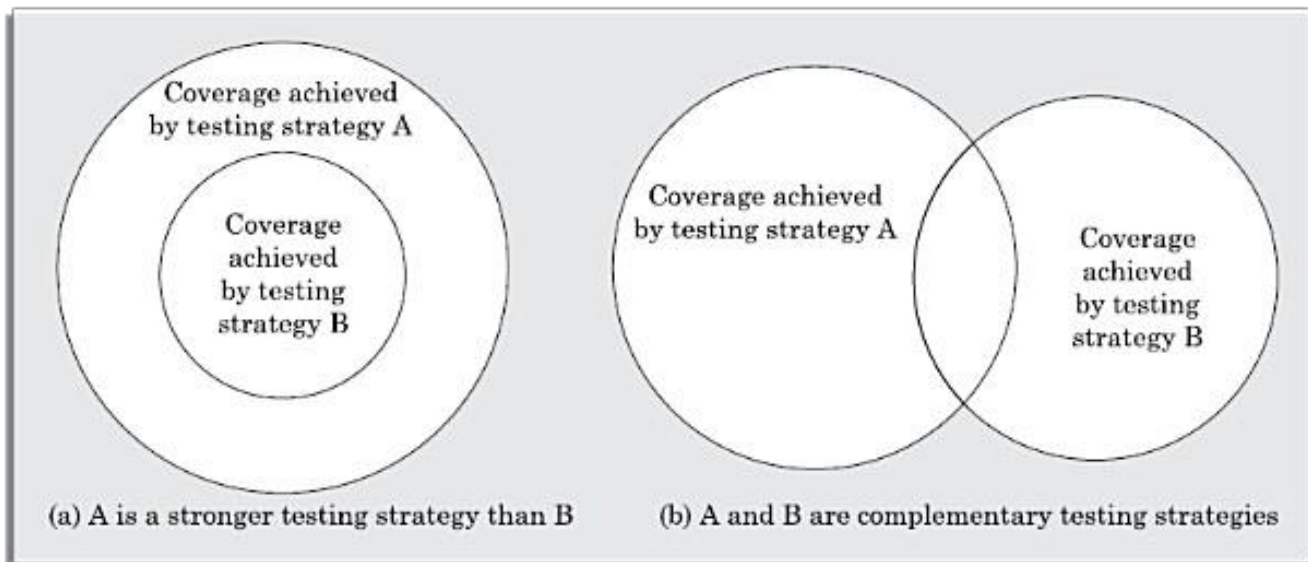 Coverage achieved
by testing strategy A
Coverage
achieved
by testing
strategy B
(a) A is a stronger testing strategy than B
Coverage achieved
by testing strategy A
Coverage
achieved
by testing
strategy B
(b) A and B are complementary testing strategies